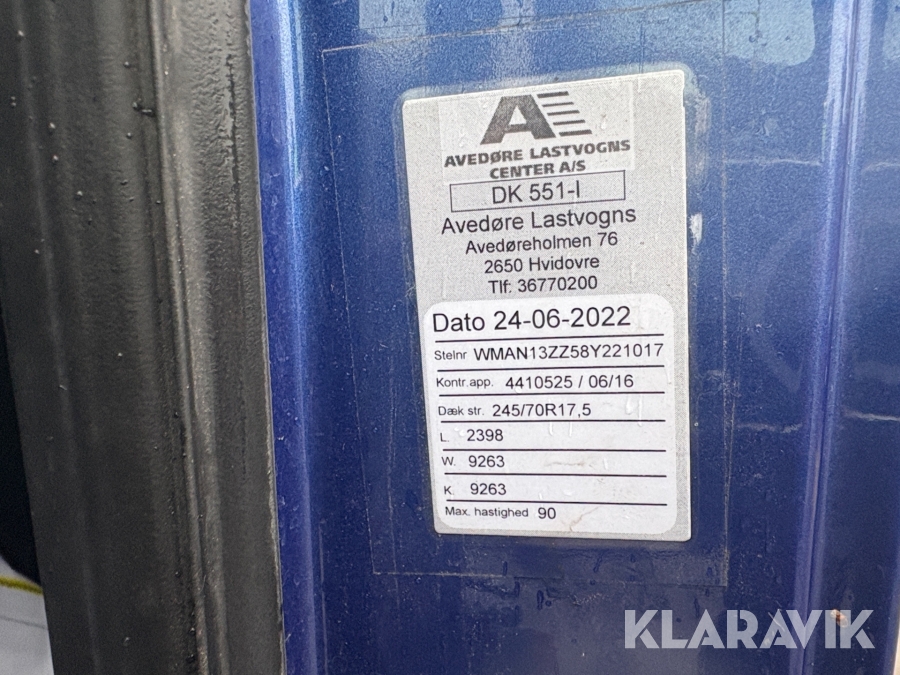 A
AVEDØRE LASTVOGNS
CENTER A/S
DK 551-I
Avedøre Lastvogns
Avedøreholmen 76
2650 Hvidovre
Tlf: 36770200
Dato 24-06-2022
Stelnr WMAN13ZZ58Y221017
Kontr.app. 4410525 / 06/16
Dæk str. 245/70R17,5
L. 2398
W. 9263
K. 9263
Max. hastighed 90
KLARAVIK